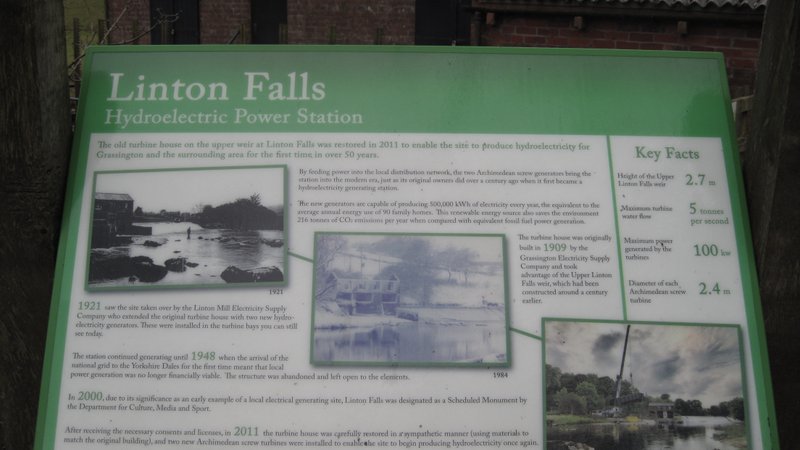 Linton Falls
Hydroelectric Power Station
The old turbine house on the upper weir at Linton Falls was restored in 2011 to enable the site to produce hydroelectricity for
Grassington and the surrounding area for the first time in over 50 years.
By feeding power into the local distribution network, the two Archimedean screw generators bring the
station into the modern era, just as its original owners did over a century ago when it first became a
hydroelectricity generating station.
The new generators are capable of producing 500,000 kWh of electricity every year, the equivalent to the
average annual energy use of 90 family homes. This renewable energy source also saves the environment
216 tonnes of CO₂ emissions per year when compared with equivalent fossil fuel power generation.
1921
The turbine house was originally
built in 1909 by the
Grassington Electricity Supply
Company and took
advantage of the Upper Linton
Falls weir, which had been
constructed around a century
earlier.
1984
1921 saw the site taken over by the Linton Mill Electricity Supply
Company who extended the original turbine house with two new hydro-
electricity generators. These were installed in the turbine bays you can still
see today.
The station continued generating until 1948 when the arrival of the
national grid to the Yorkshire Dales for the first time meant that local
power generation was no longer financially viable. The structure was abandoned and left open to the elements.
In 2000, due to its significance as an early example of a local electrical generating site, Linton Falls was designated as a Scheduled Monument by
the Department for Culture, Media and Sport.
After receiving the necessary consents and licenses, in 2011 the turbine house was carefully restored in a sympathetic manner (using materials to
match the original building), and two new Archimedean screw turbines were installed to enable the site to begin producing hydroelectricity once again.
Key Facts
Height of the Upper
Linton Falls weir
2.7 m
Maximum turbine
water flow
5 tonnes
per second
Maximum power
generated by the
turbines
100 kw
Diameter of each
Archimedean screw
turbine
2.4 m